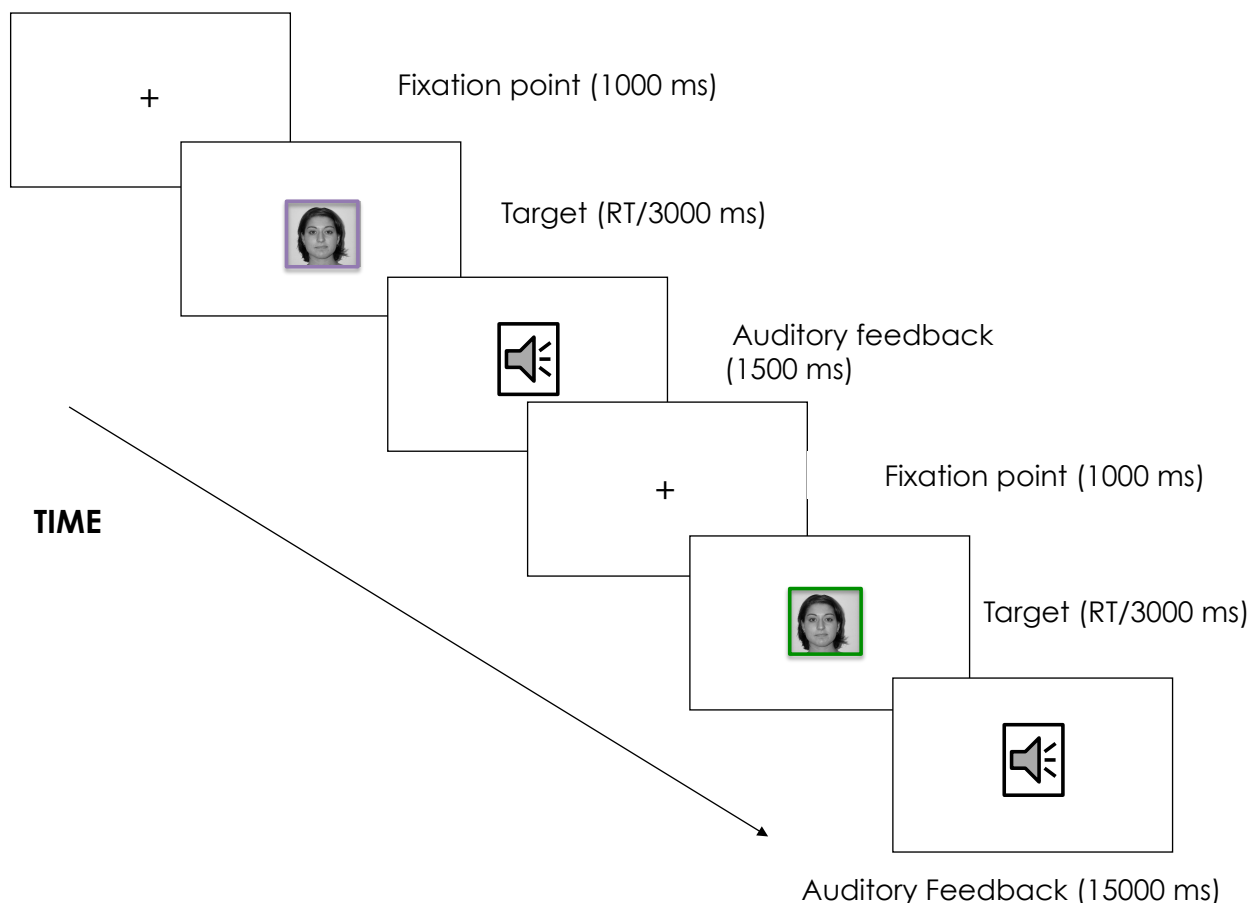 +
Fixation point (1000 ms)
Target (RT/3000 ms)
Auditory feedback
(1500 ms)
+
Fixation point (1000 ms)
TIME
Target (RT/3000 ms)
Auditory Feedback (15000 ms)